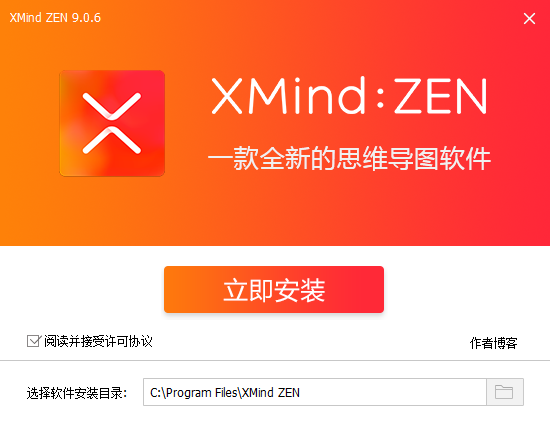 XMind ZEN 9.0.6
XMind:ZEN
一款全新的思维导图软件
立即安装
阅读并接受许可协议
作者博客
选择软件安装目录: C:\Program Files\XMind ZEN